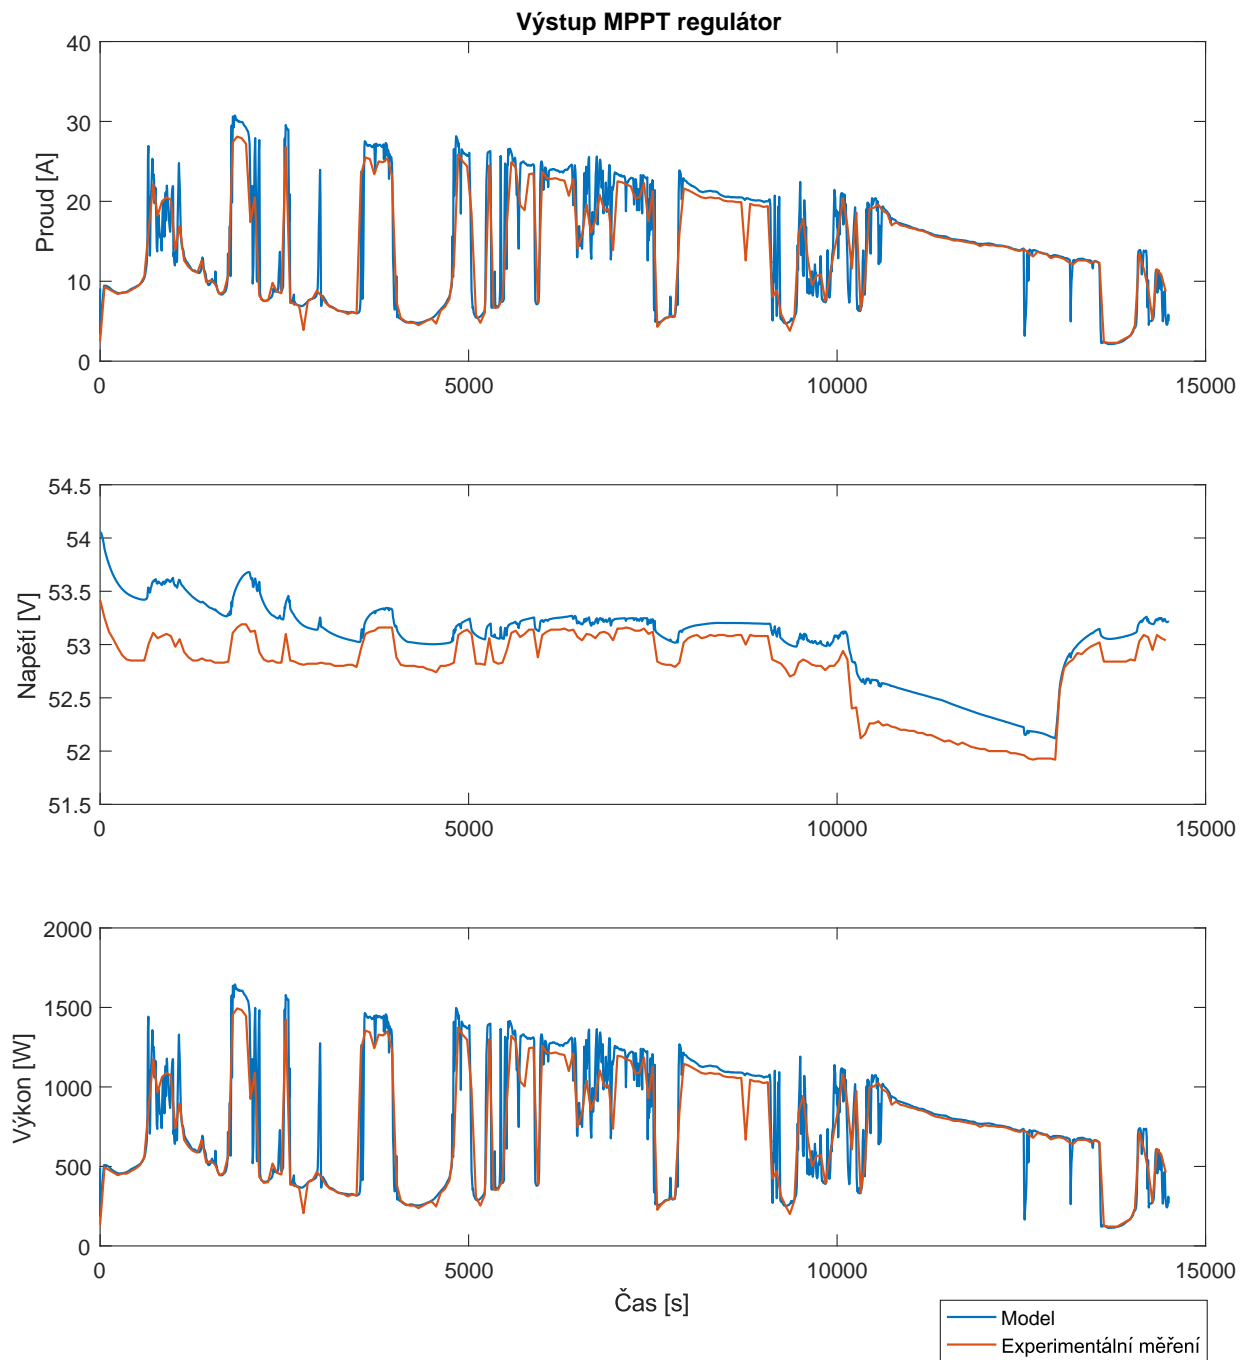 Výstup MPPT regulátor
40
30
20
10
0
Proud [A]
0 5000 10000 15000
54.5
54
53.5
53
52.5
52
51.5
Napětí [V]
0 5000 10000 15000
2000
1500
1000
500
0
Výkon [W]
0 5000 10000 15000
Čas [s]
Model
Experimentální měření